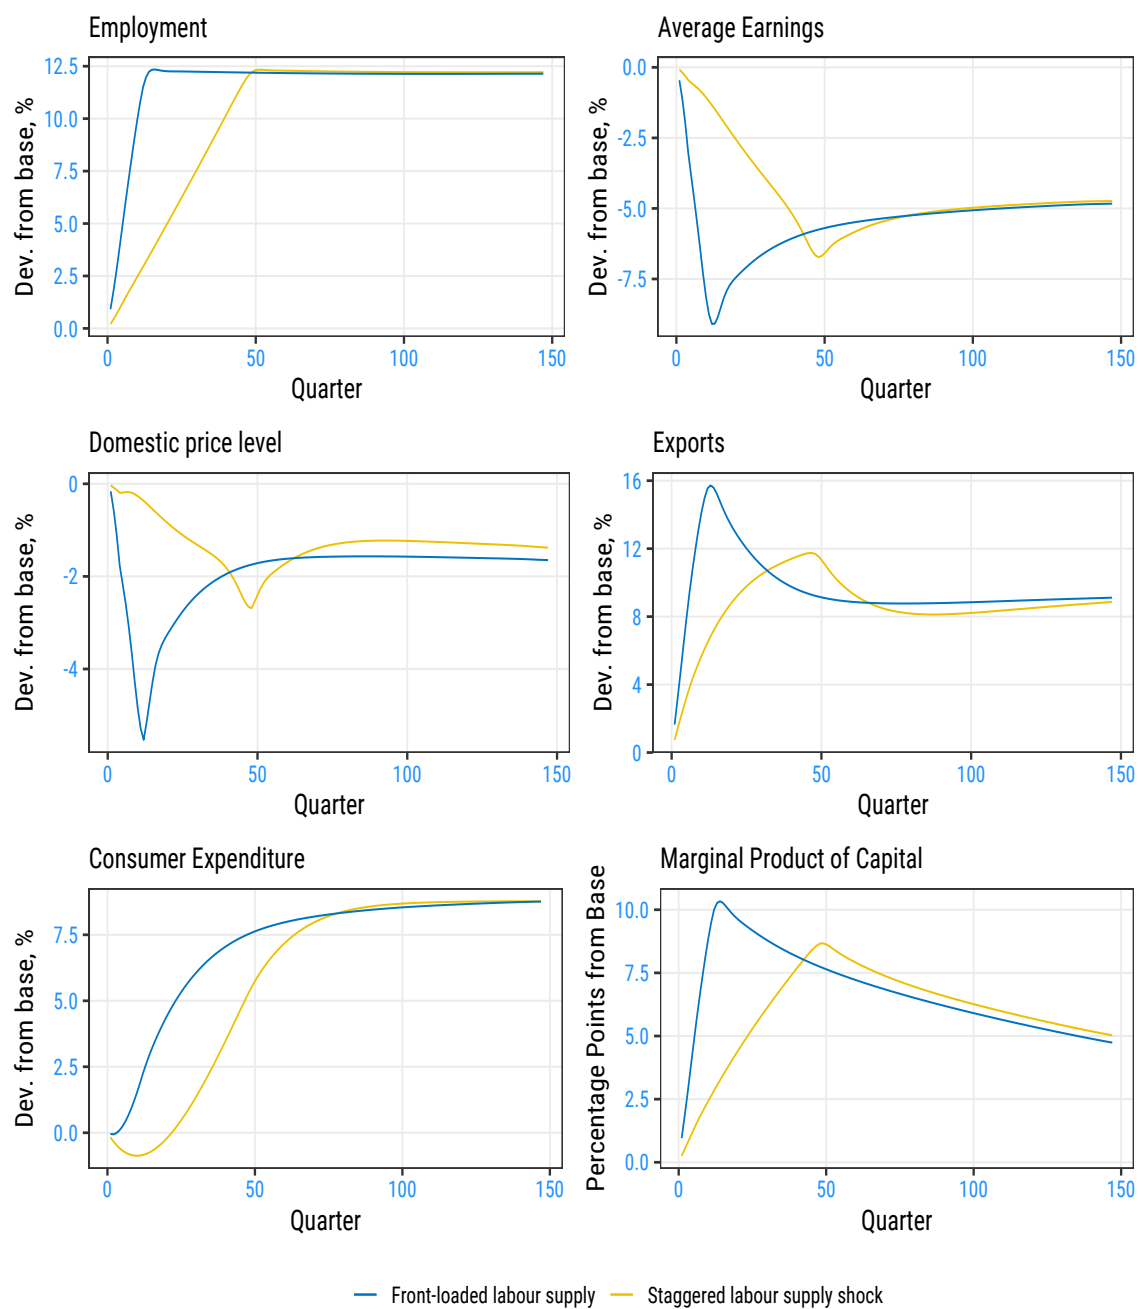 Employment
Dev. from base, %
12.5
10.0
7.5
5.0
2.5
0.0
0 50 100 150
Quarter
Average Earnings
Dev. from base, %
0.0
-2.5
-5.0
-7.5
0 50 100 150
Quarter
Domestic price level
Dev. from base, %
0
-2
-4
0 50 100 150
Quarter
Exports
Dev. from base, %
16
12
8
4
0
0 50 100 150
Quarter
Consumer Expenditure
Dev. from base, %
7.5
5.0
2.5
0.0
0 50 100 150
Quarter
Marginal Product of Capital
Percentage Points from Base
10.0
7.5
5.0
2.5
0.0
0 50 100 150
Quarter
Front-loaded labour supply Staggered labour supply shock